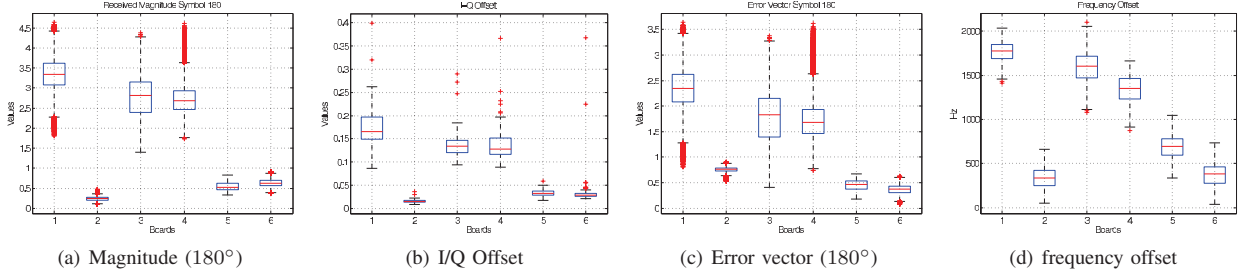 Received Magnitude Symbol 180
4.5
4
3.5
3
2.5
2
1.5
1
0.5
0
Values
1 2 3 4 5 6
Boards
(a) Magnitude (180°)
I-Q Offset
0.4
0.35
0.3
0.25
0.2
0.15
0.1
0.05
0
Values
1 2 3 4 5 6
Boards
(b) I/Q Offset
Error Vector Symbol 180
3.5
3
2.5
2
1.5
1
0.5
0
Values
1 2 3 4 5 6
Boards
(c) Error vector (180°)
Frequency Offset
2000
1500
1000
500
0
Hz
1 2 3 4 5 6
Boards
(d) frequency offset